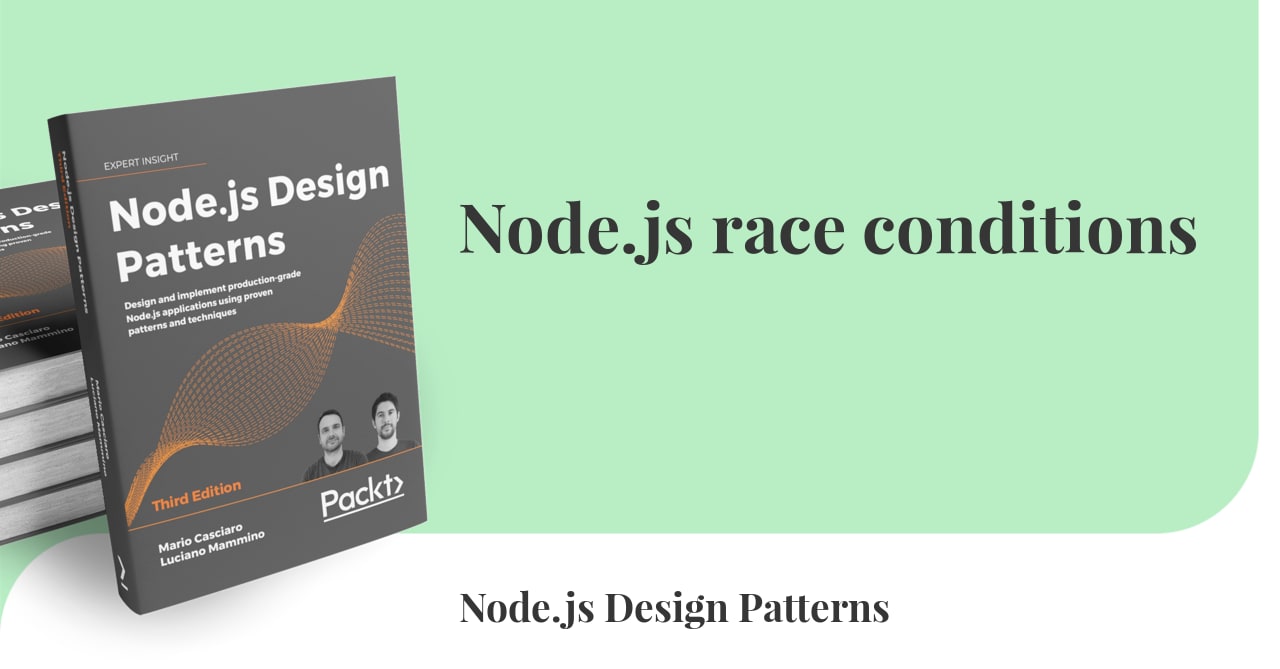 EXPERT INSIGHT
Node.js Design
Patterns
Design and implement production-grade
Node.js applications using proven
patterns and techniques
Third Edition
Mario Casciaro
Luciano Mammino
Packt
Node.js race conditions
Node.js Design Patterns